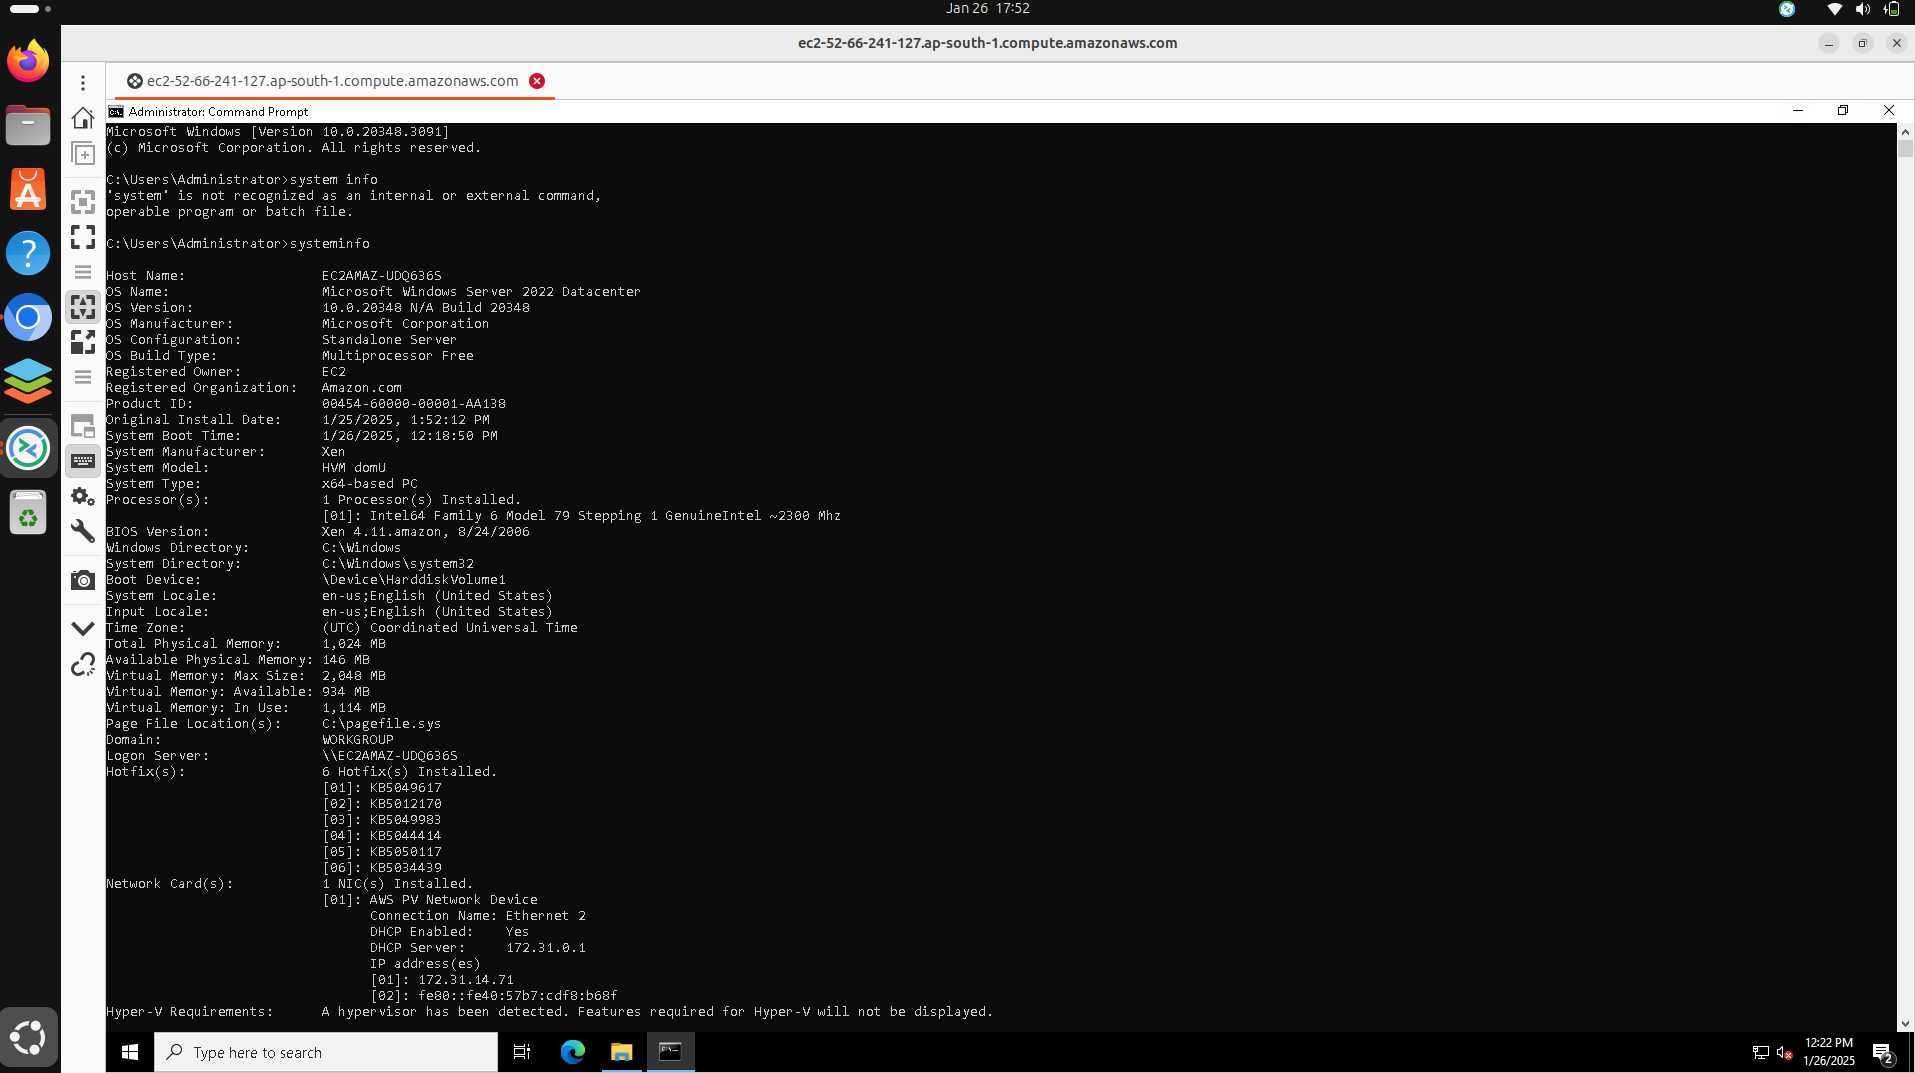 Jan 26 17:52
ec2-52-66-241-127.ap-south-1.compute.amazonaws.com
ec2-52-66-241-127.ap-south-1.compute.amazonaws.com
Administrator: Command Prompt
Microsoft Windows [Version 10.0.20348.3091]
(c) Microsoft Corporation. All rights reserved.
C:\Users\Administrator>system info
'system' is not recognized as an internal or external command,
operable program or batch file.
C:\Users\Administrator>systeminfo
Host Name: EC2AMAZ-UDQ636S
OS Name: Microsoft Windows Server 2022 Datacenter
OS Version: 10.0.20348 N/A Build 20348
OS Manufacturer: Microsoft Corporation
OS Configuration: Standalone Server
OS Build Type: Multiprocessor Free
Registered Owner: EC2
Registered Organization: Amazon.com
Product ID: 00454-60000-00001-AA138
Original Install Date: 1/25/2025, 1:52:12 PM
System Boot Time: 1/26/2025, 12:18:50 PM
System Manufacturer: Xen
System Model: HVM domU
System Type: x64-based PC
Processor(s): 1 Processor(s) Installed.
[01]: Intel64 Family 6 Model 79 Stepping 1 GenuineIntel ~2300 Mhz
BIOS Version: Xen 4.11.amazon, 8/24/2006
Windows Directory: C:\Windows
System Directory: C:\Windows\system32
Boot Device: \Device\HarddiskVolume1
System Locale: en-us;English (United States)
Input Locale: en-us;English (United States)
Time Zone: (UTC) Coordinated Universal Time
Total Physical Memory: 1,024 MB
Available Physical Memory: 146 MB
Virtual Memory: Max Size: 2,048 MB
Virtual Memory: Available: 934 MB
Virtual Memory: In Use: 1,114 MB
Page File Location(s): C:\pagefile.sys
Domain: WORKGROUP
Logon Server: \\EC2AMAZ-UDQ636S
Hotfix(s): 6 Hotfix(s) Installed.
[01]: KB5049617
[02]: KB5012170
[03]: KB5049983
[04]: KB5044414
[05]: KB5050117
[06]: KB5034439
Network Card(s): 1 NIC(s) Installed.
[01]: AWS PV Network Device
Connection Name: Ethernet 2
DHCP Enabled: Yes
DHCP Server: 172.31.0.1
IP address(es)
[01]: 172.31.14.71
[02]: fe80::fe40:57b7:cdf8:b68f
Hyper-V Requirements: A hypervisor has been detected. Features required for Hyper-V will not be displayed.
Type here to search
12:22 PM
1/26/2025
2